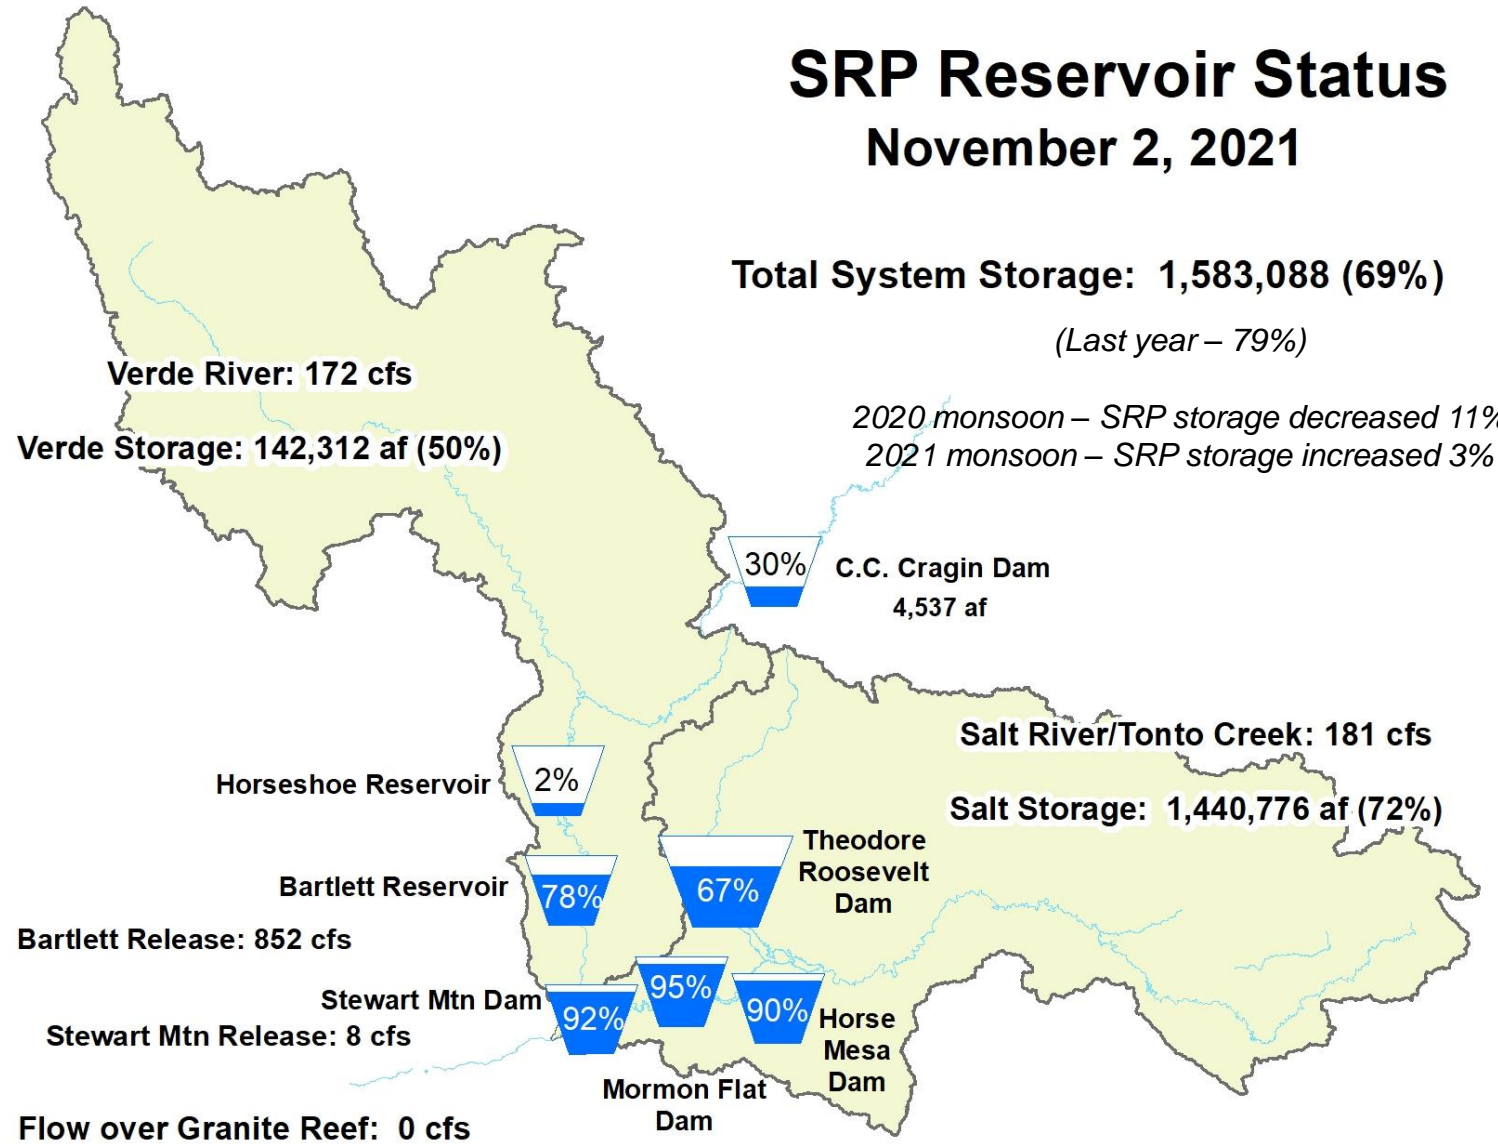 SRP Reservoir Status
November 2, 2021
Total System Storage: 1,583,088 (69%)
(Last year – 79%)
2020 monsoon – SRP storage decreased 11%
2021 monsoon – SRP storage increased 3%
Verde River: 172 cfs
Verde Storage: 142,312 af (50%)
30%
C.C. Cragin Dam
4,537 af
Salt River/Tonto Creek: 181 cfs
Salt Storage: 1,440,776 af (72%)
Horseshoe Reservoir
2%
Bartlett Reservoir
78%
67%
Theodore
Roosevelt
Dam
Bartlett Release: 852 cfs
Stewart Mtn Dam
92%
95%
90%
Horse
Mesa
Dam
Stewart Mtn Release: 8 cfs
Mormon Flat
Dam
Flow over Granite Reef: 0 cfs